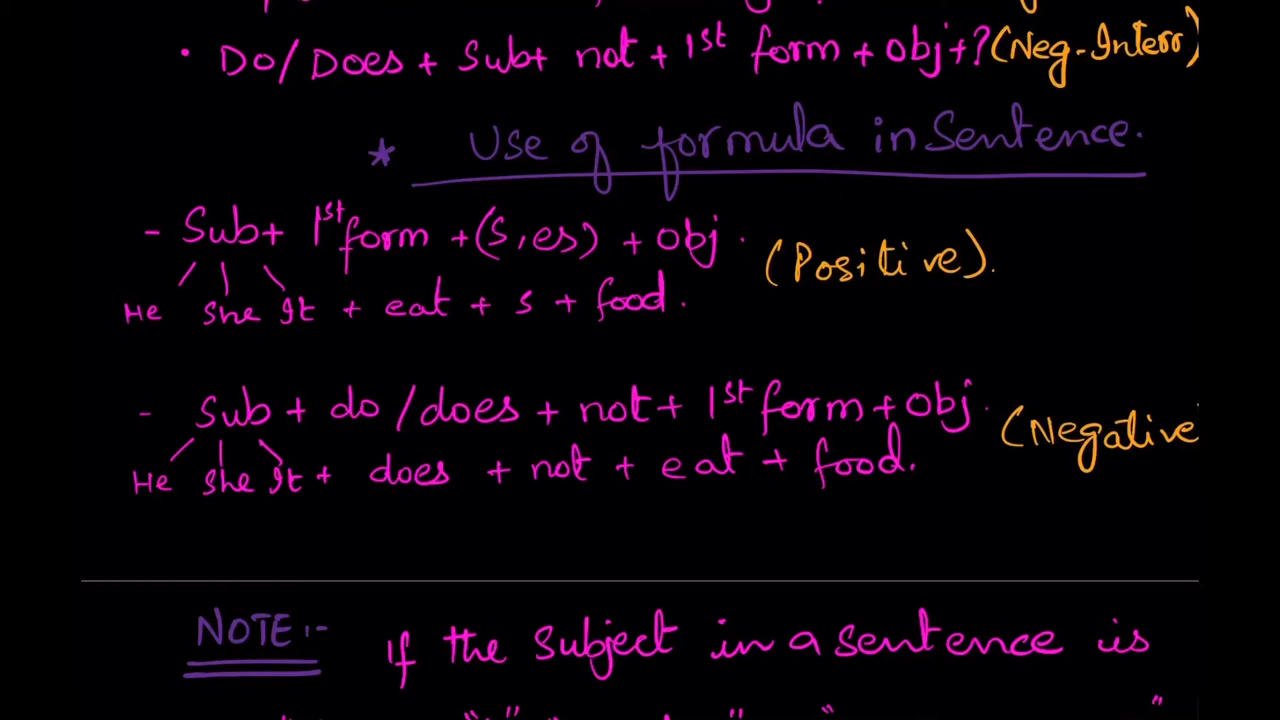 • Do/Does + Sub+ not + 1st form + obj+? (Neg-Interr)
* Use of formula in Sentence.
- Sub+ 1st form +(s,es) + obj. (Positive).
He She It + eat + s + food.
- Sub + do/does + not + 1st form + obj. (Negative
He She It + does + not + eat + food.
NOTE:- If the Subject in a sentence is